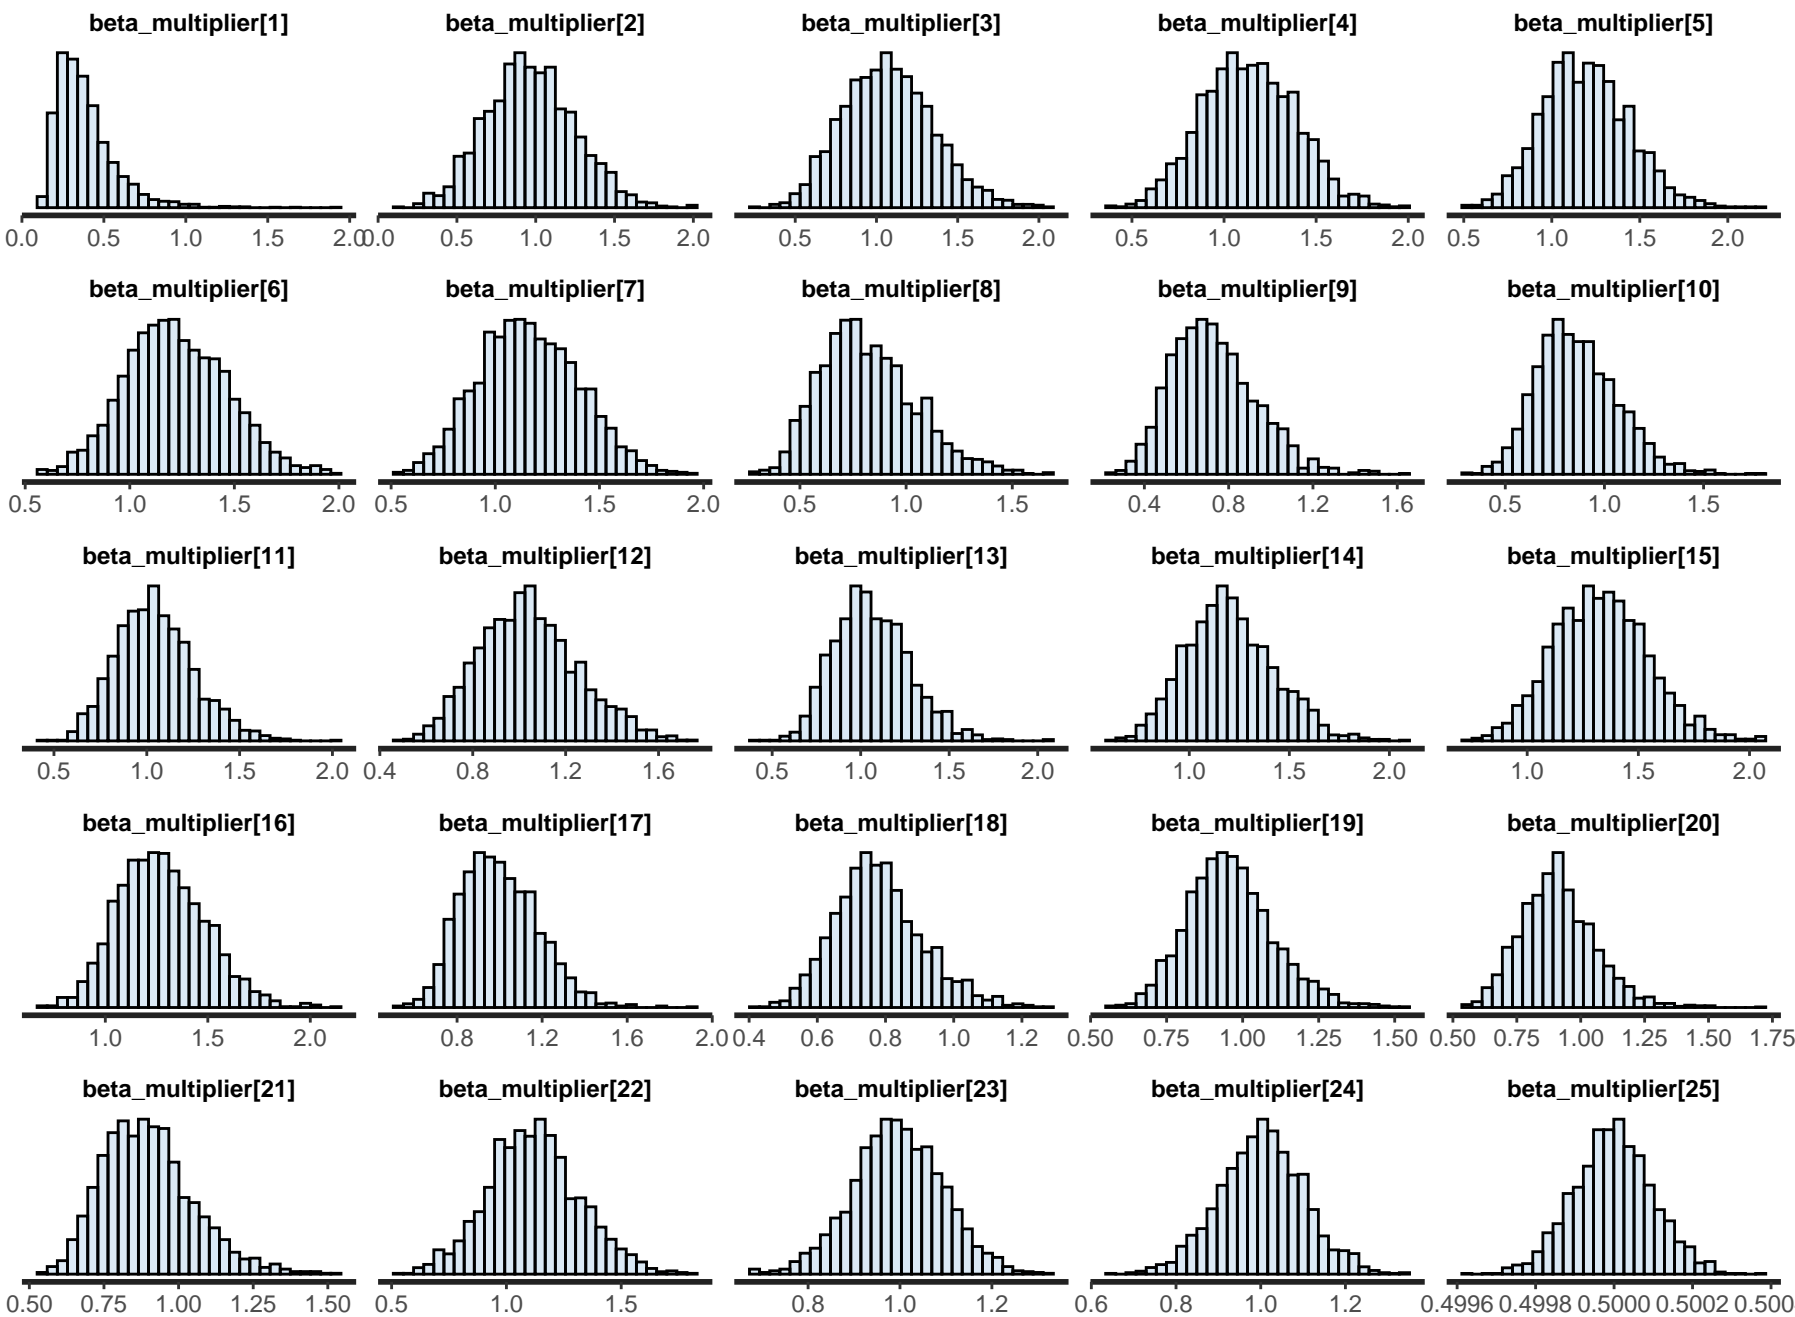 beta_multiplier[1] beta_multiplier[2] beta_multiplier[3] beta_multiplier[4] beta_multiplier[5]
0.0 0.5 1.0 1.5 2.0 0.0 0.5 1.0 1.5 2.0 0.5 1.0 1.5 2.0 0.5 1.0 1.5 2.0 0.5 1.0 1.5 2.0
beta_multiplier[6] beta_multiplier[7] beta_multiplier[8] beta_multiplier[9] beta_multiplier[10]
0.5 1.0 1.5 2.0 0.5 1.0 1.5 2.0 0.5 1.0 1.5 0.4 0.8 1.2 1.6 0.5 1.0 1.5
beta_multiplier[11] beta_multiplier[12] beta_multiplier[13] beta_multiplier[14] beta_multiplier[15]
0.5 1.0 1.5 2.0 0.4 0.8 1.2 1.6 0.5 1.0 1.5 2.0 1.0 1.5 2.0 1.0 1.5 2.0
beta_multiplier[16] beta_multiplier[17] beta_multiplier[18] beta_multiplier[19] beta_multiplier[20]
1.0 1.5 2.0 0.8 1.2 1.6 2.0 0.4 0.6 0.8 1.0 1.2 0.50 0.75 1.00 1.25 1.50 0.50 0.75 1.00 1.25 1.50 1.75
beta_multiplier[21] beta_multiplier[22] beta_multiplier[23] beta_multiplier[24] beta_multiplier[25]
0.50 0.75 1.00 1.25 1.50 0.5 1.0 1.5 0.8 1.0 1.2 0.6 0.8 1.0 1.2 0.4996 0.4998 0.5000 0.5002 0.500